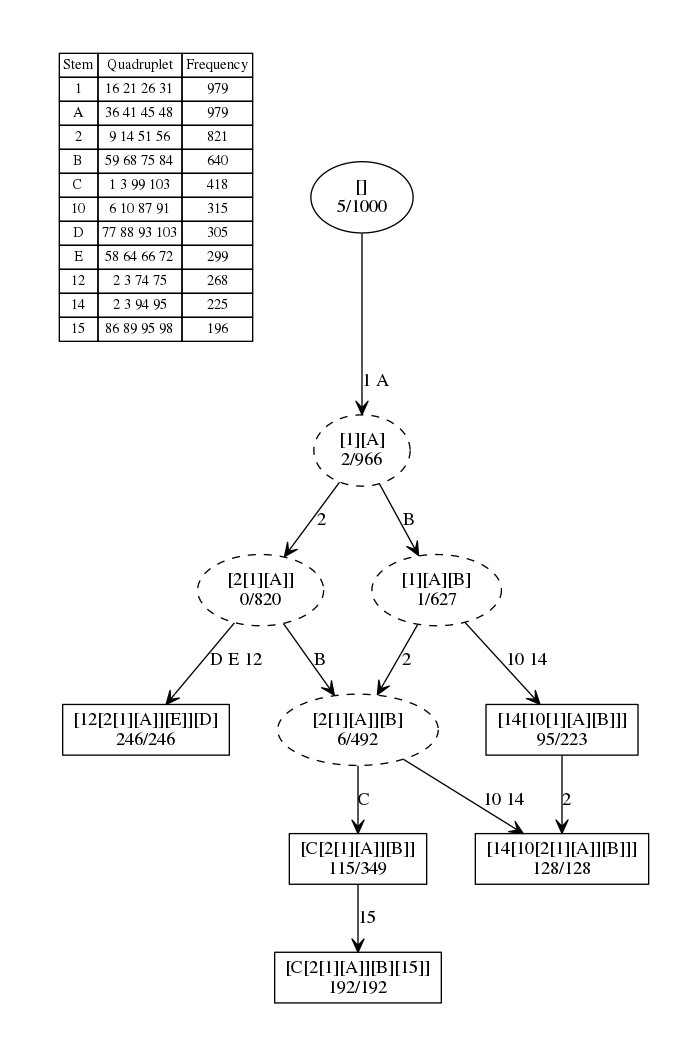 Stem Quadruplet Frequency
1 16 21 26 31 979
A 36 41 45 48 979
2 9 14 51 56 821
B 59 68 75 84 640
C 1 3 99 103 418
10 6 10 87 91 315
D 77 88 93 103 305
E 58 64 66 72 299
12 2 3 74 75 268
14 2 3 94 95 225
15 86 89 95 98 196
[]
5/1000
1 A
[1][A]
2/966
2 B
[2[1][A]]
0/820
[1][A][B]
1/627
D E 12 B 2 10 14
[12[2[1][A]][E]][D]
246/246
[2[1][A]][B]
6/492
[14[10[1][A][B]]]
95/223
C 10 14 2
[C[2[1][A]][B]]
115/349
[14[10[2[1][A]][B]]]
128/128
15
[C[2[1][A]][B][15]]
192/192